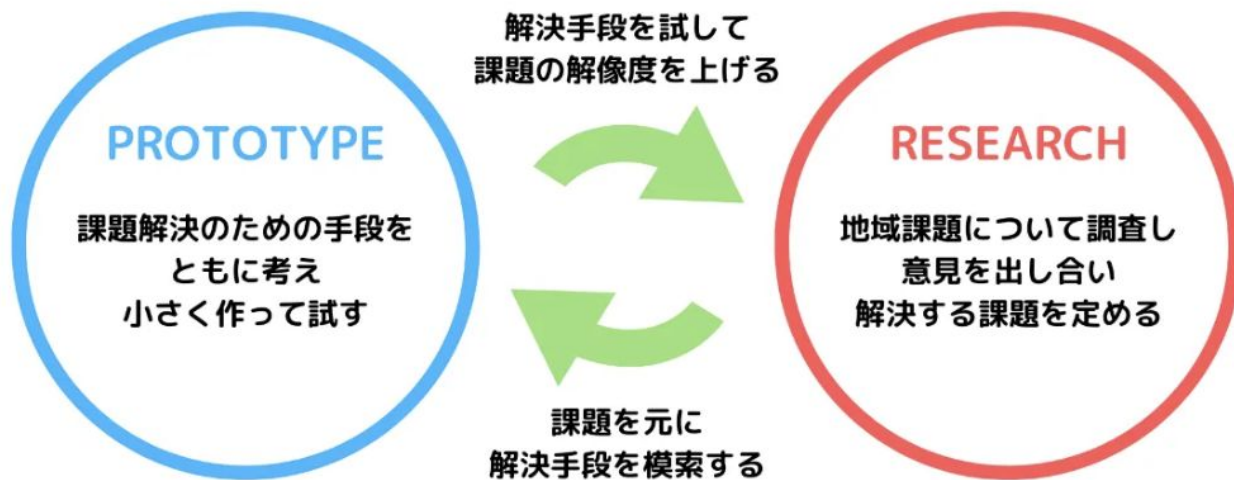 解決手段を試して
課題の解像度を上げる
PROTOTYPE
課題解決のための手段を
ともに考え
小さく作って試す
RESEARCH
地域課題について調査し
意見を出し合い
解決する課題を定める
課題を元に
解決手段を模索する